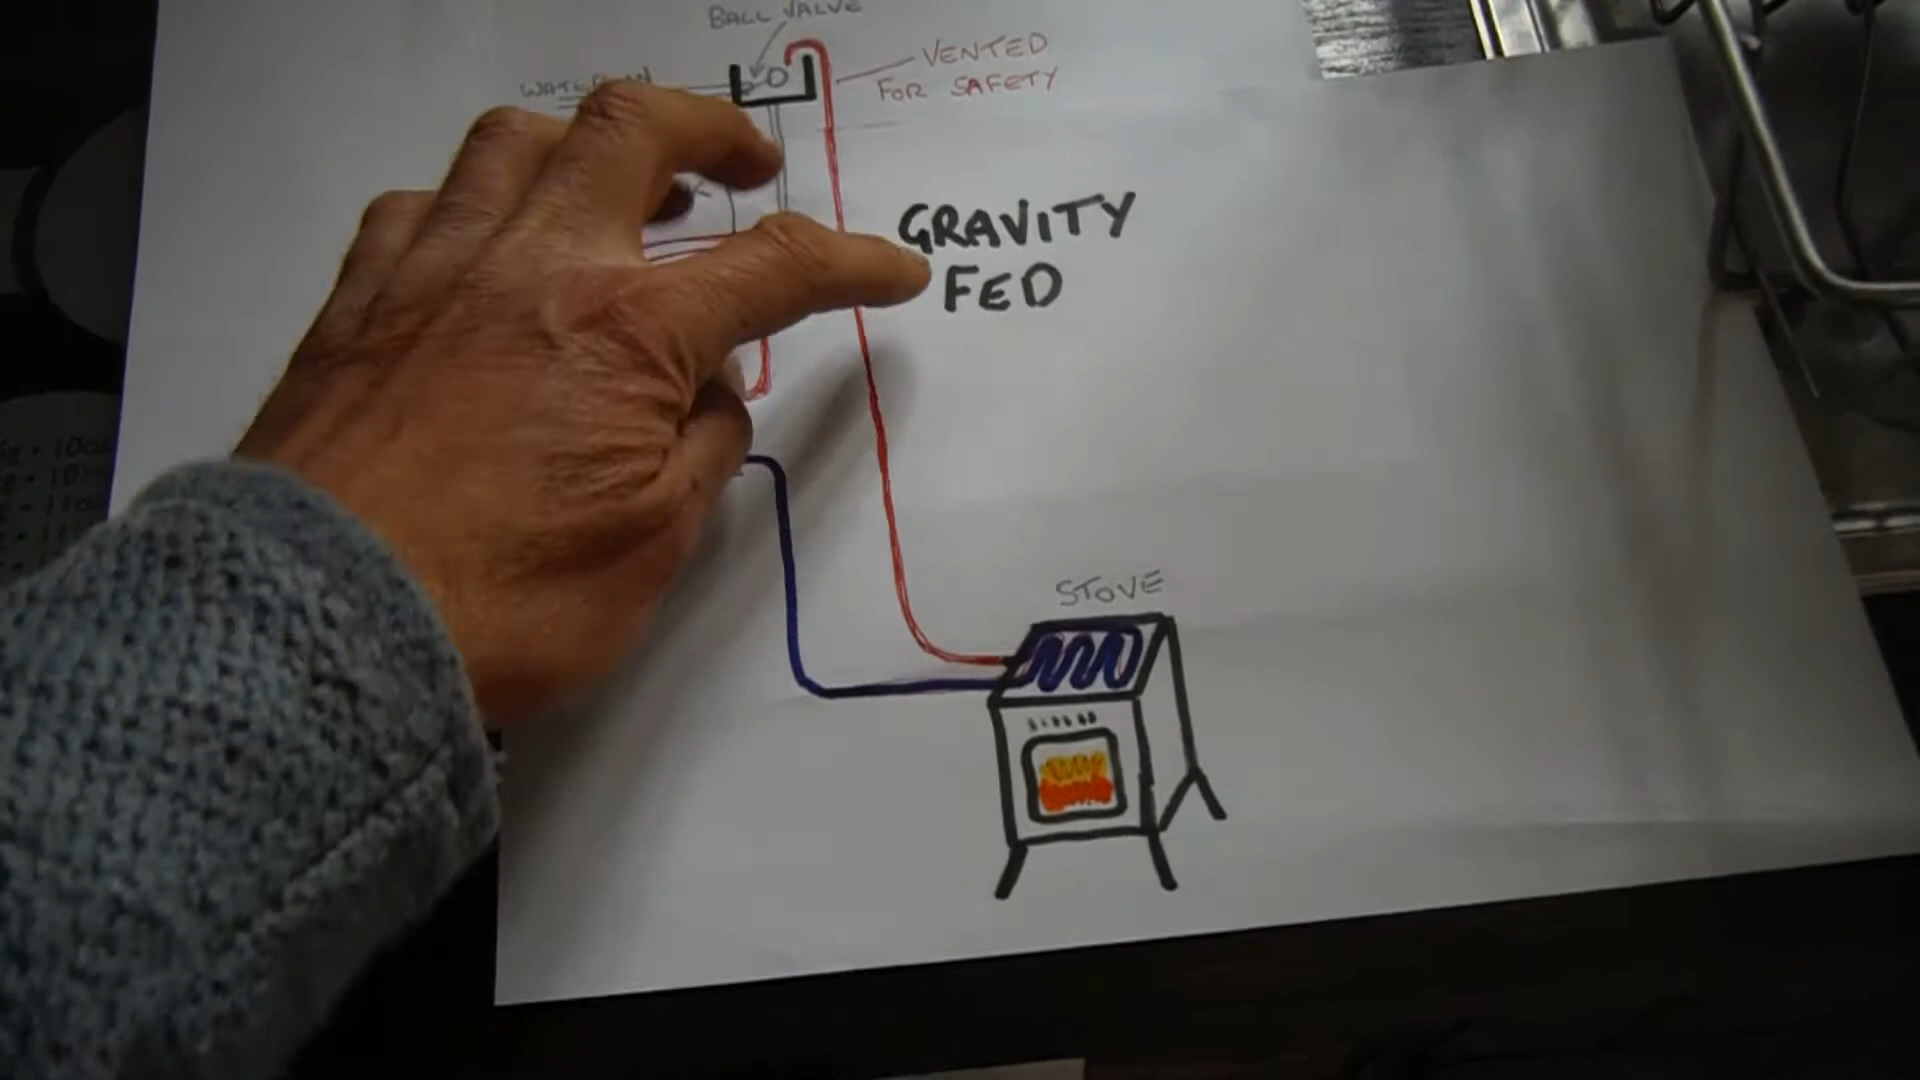 BALL VALVE
VENTED
FOR SAFETY
GRAVITY
FED
STOVE